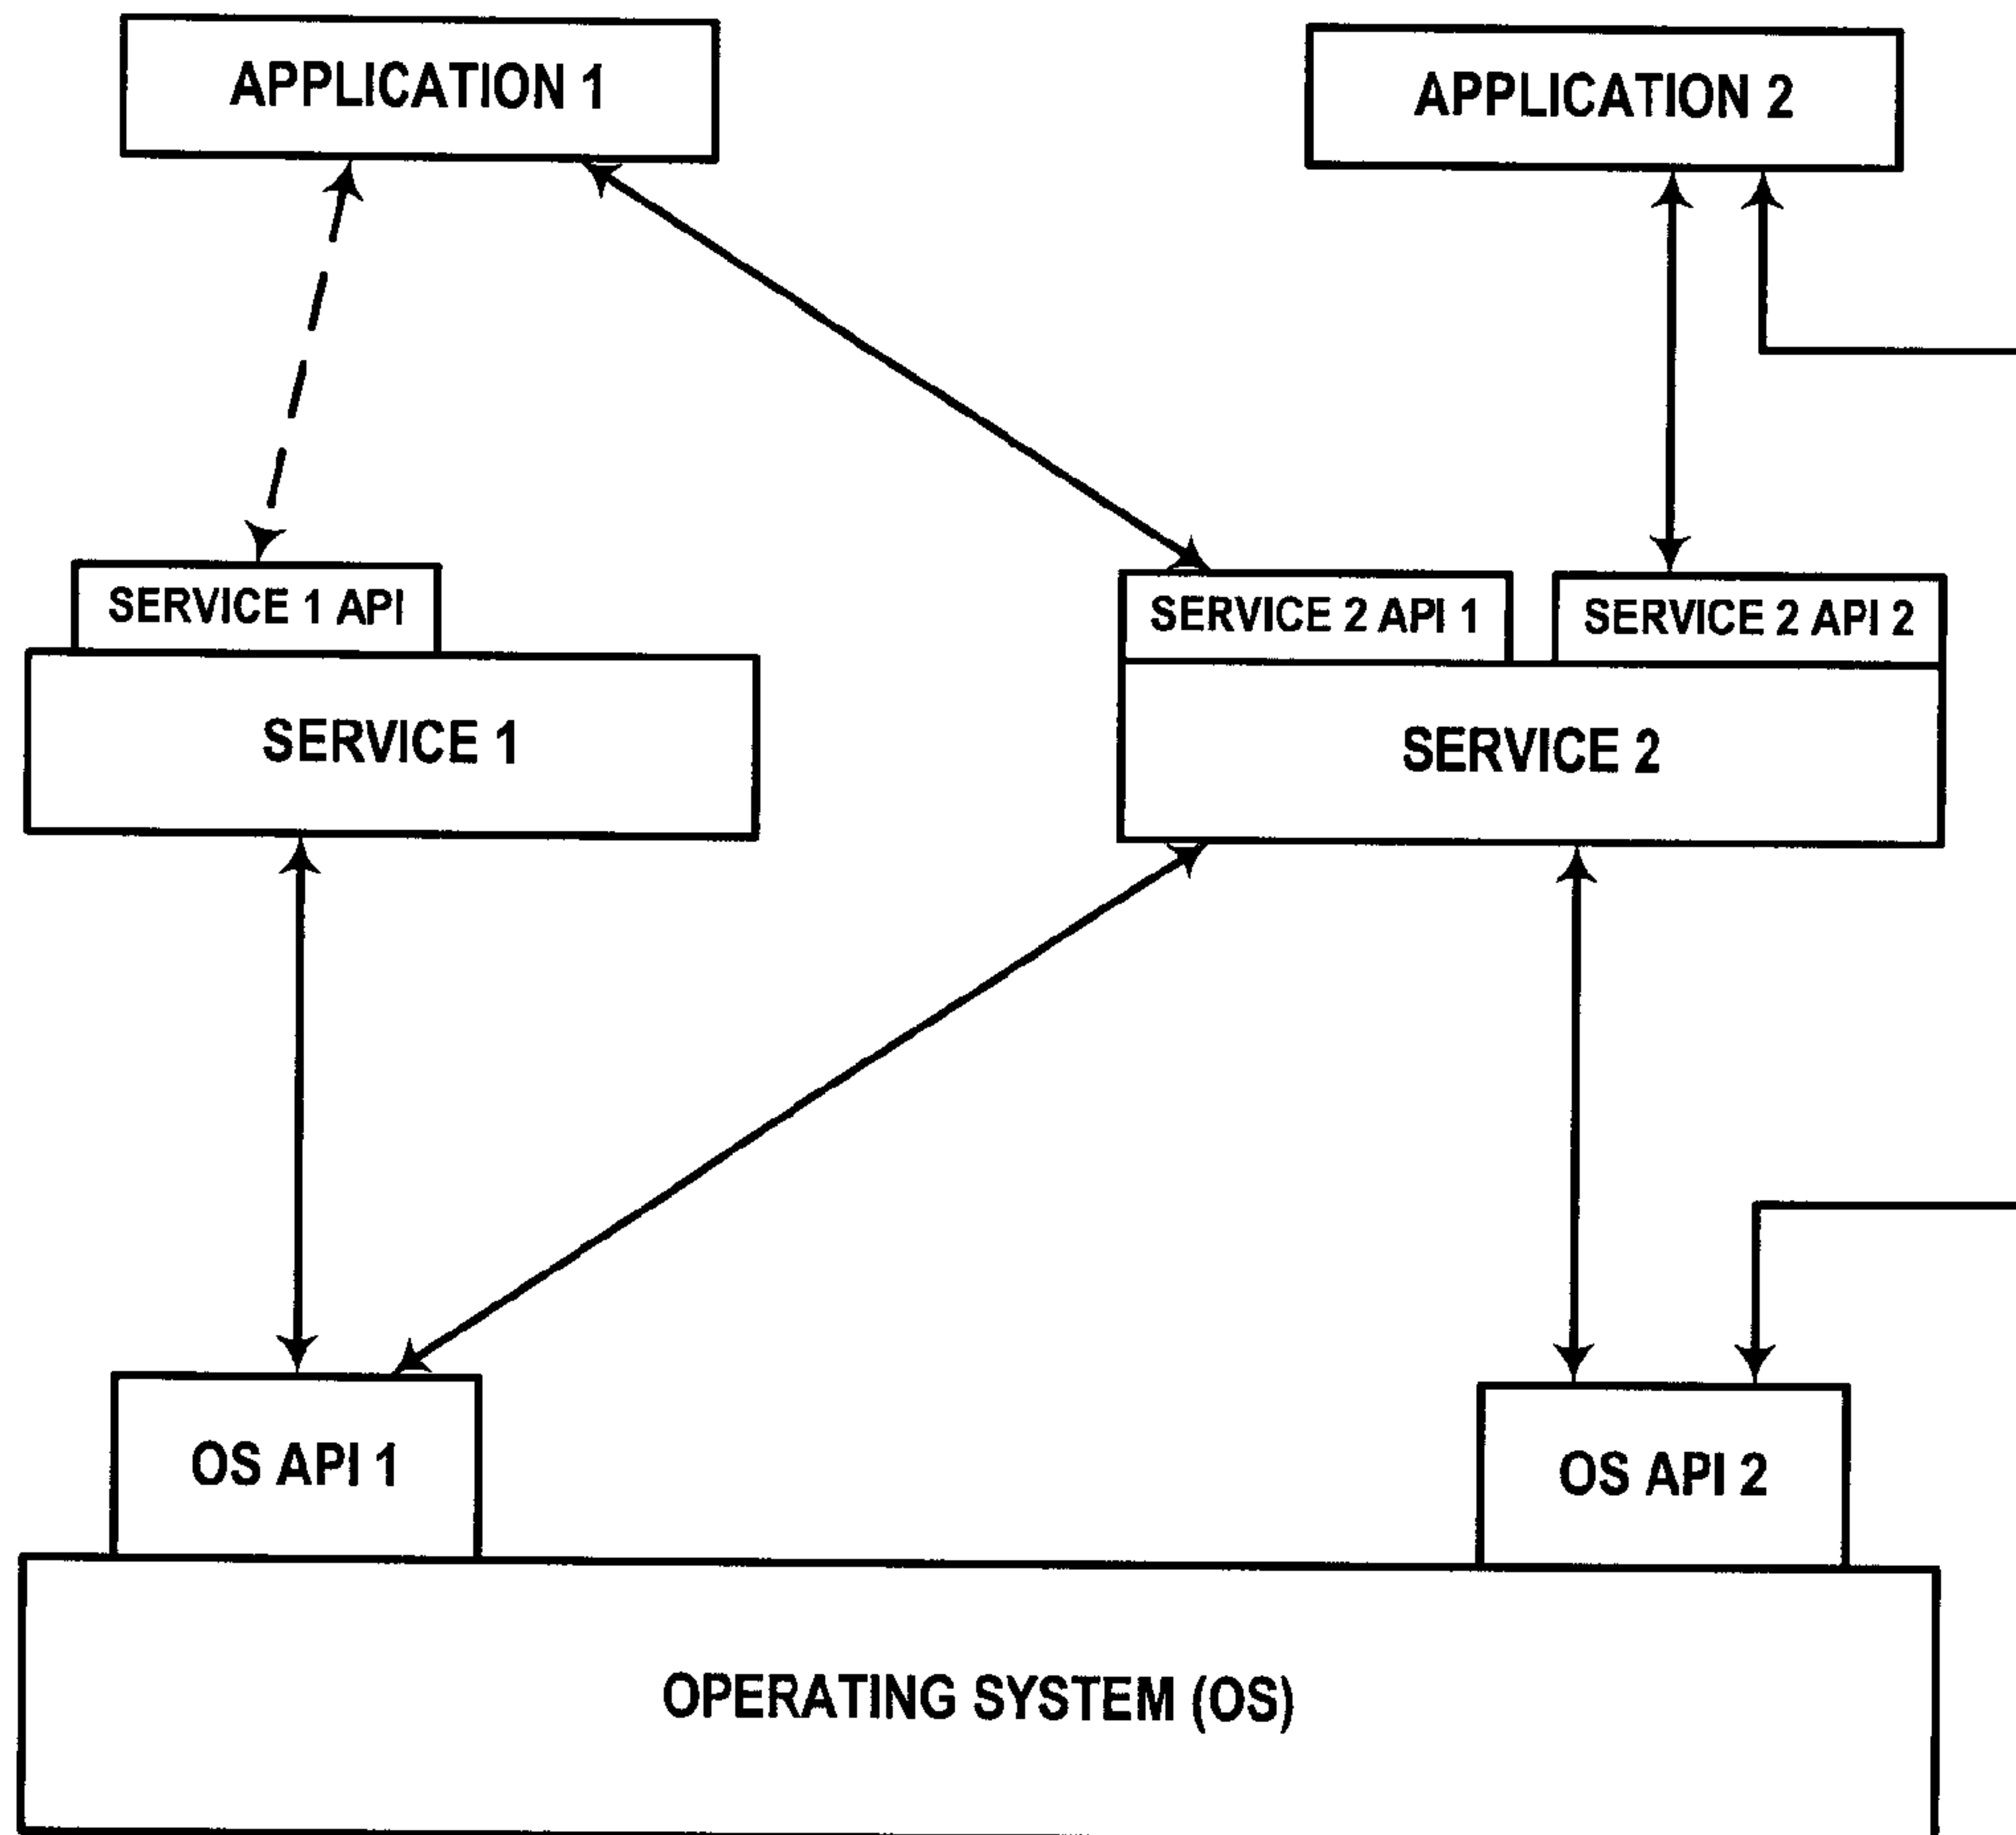 APPLICATION 1
APPLICATION 2
SERVICE 1 API
SERVICE 2 API 1
SERVICE 2 API 2
SERVICE 1
SERVICE 2
OS API 1
OS API 2
OPERATING SYSTEM (OS)